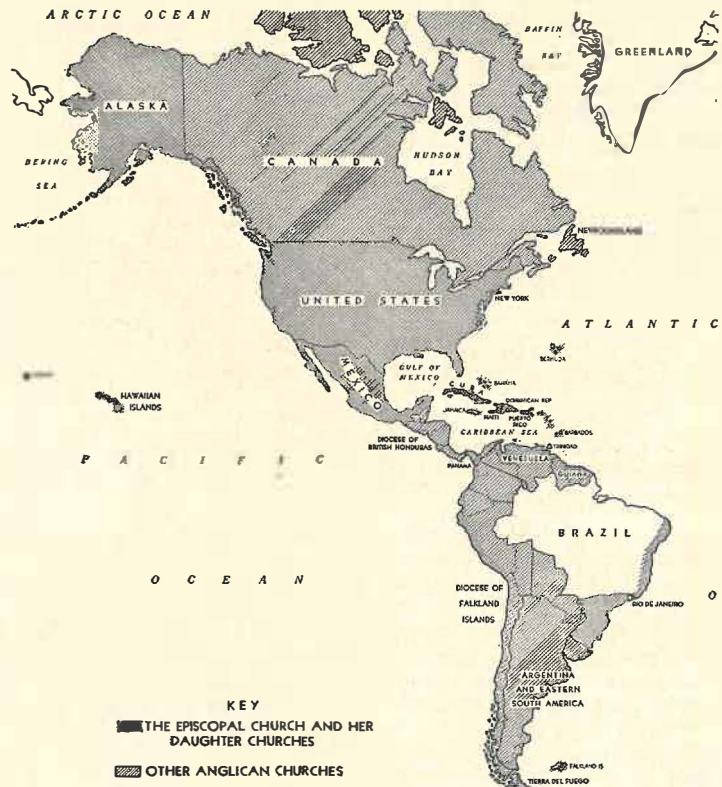 ARCTIC OCEAN
BAFFIN
BAY
GREENLAND
ALASKA
BERING
SEA
CANADA
HUDSON
BAY
UNITED STATES
NEW YORK
ATLANTIC
BERMUDA
GULF OF
MEXICO
MEXICO
HAWAIIAN
ISLANDS
CUBA
DOMINICAN REP
JAMAICA
HAITI
PUERTO
RICO
CARIBBEAN SEA
BARBADOS
TRINIDAD
DIOCESE OF
BRITISH HONDURAS
PANAMA
VENEZUELA
GUIANA
PACIFIC
BRAZIL
OCEAN
O
DIOCESE OF
FALKLAND
ISLANDS
RIO DE JANEIRO
ARGENTINA
AND EASTERN
SOUTH AMERICA
KEY
THE EPISCOPAL CHURCH AND HER
DAUGHTER CHURCHES
OTHER ANGLICAN CHURCHES
FALKLAND IS
TIERRA DEL FUEGO